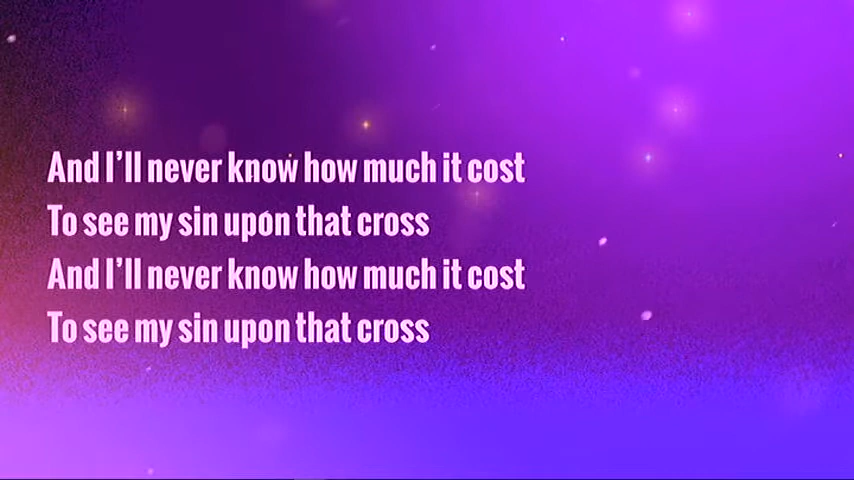 And I’ll never know how much it cost
To see my sin upon that cross
And I’ll never know how much it cost
To see my sin upon that cross